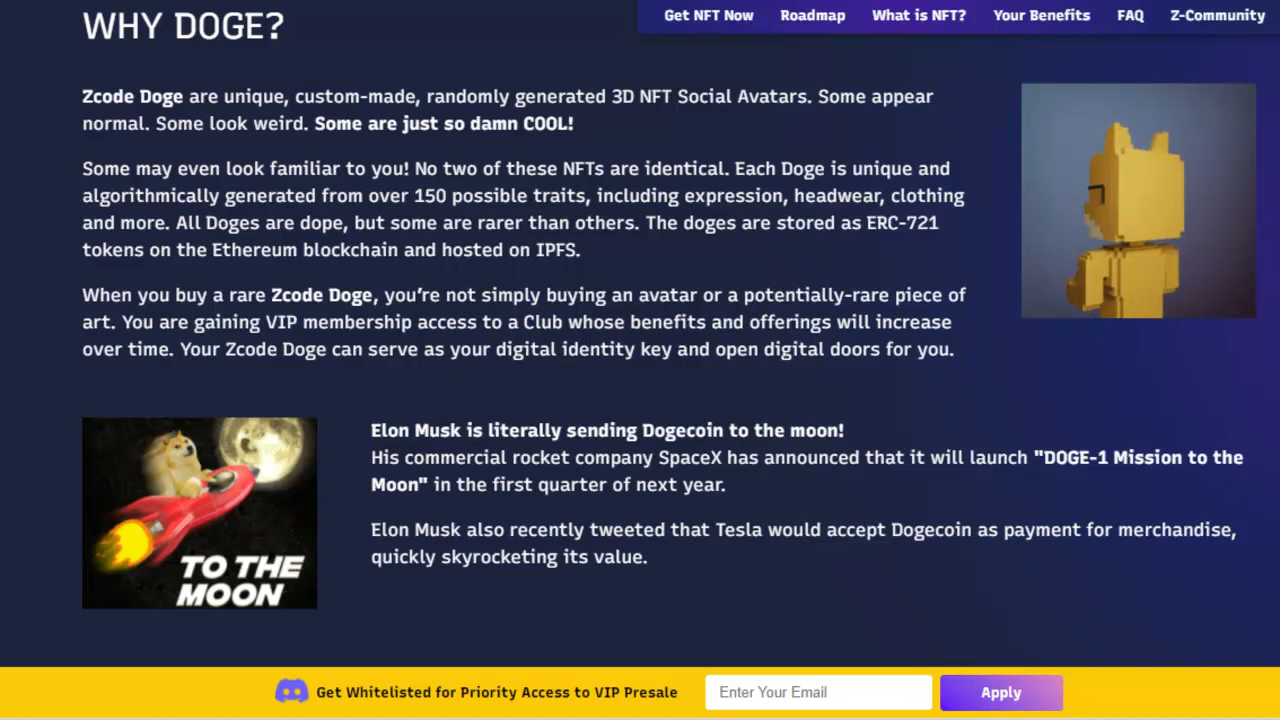 WHY DOGE?
Get NFT Now Roadmap What is NFT? Your Benefits FAQ Z-Community
Zcode Doge are unique, custom-made, randomly generated 3D NFT Social Avatars. Some appear
normal. Some look weird. Some are just so damn COOL!
Some may even look familiar to you! No two of these NFTs are identical. Each Doge is unique and
algorithmically generated from over 150 possible traits, including expression, headwear, clothing
and more. All Doges are dope, but some are rarer than others. The doges are stored as ERC-721
tokens on the Ethereum blockchain and hosted on IPFS.
When you buy a rare Zcode Doge, you’re not simply buying an avatar or a potentially-rare piece of
art. You are gaining VIP membership access to a Club whose benefits and offerings will increase
over time. Your Zcode Doge can serve as your digital identity key and open digital doors for you.
TO THE
MOON
Elon Musk is literally sending Dogecoin to the moon!
His commercial rocket company SpaceX has announced that it will launch "DOGE-1 Mission to the
Moon" in the first quarter of next year.
Elon Musk also recently tweeted that Tesla would accept Dogecoin as payment for merchandise,
quickly skyrocketing its value.
Get Whitelisted for Priority Access to VIP Presale Enter Your Email Apply